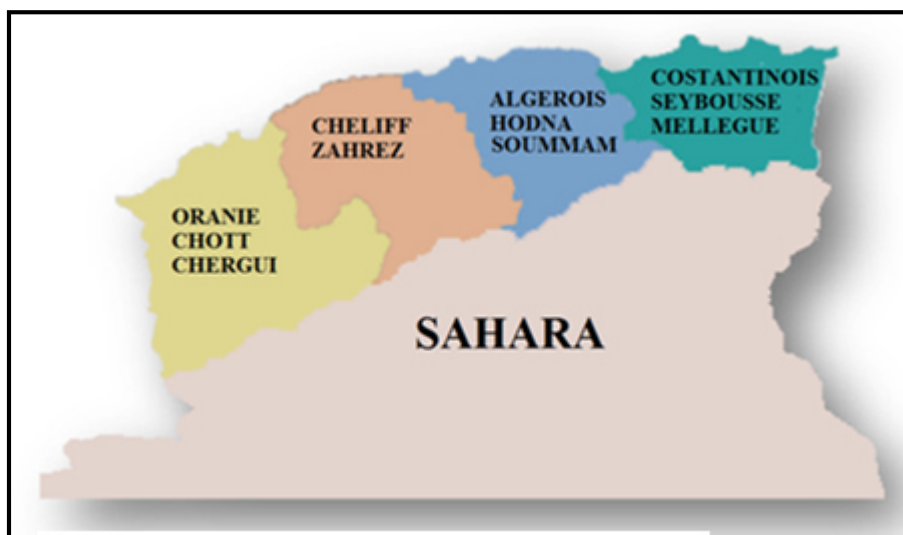 COSTANTINOIS
SEYBOUSSE
MELLEGUE
ALGEROIS
HODNA
SOUMMAM
CHELIFF
ZAHREZ
ORANIE
CHOTT
CHERGUI
SAHARA